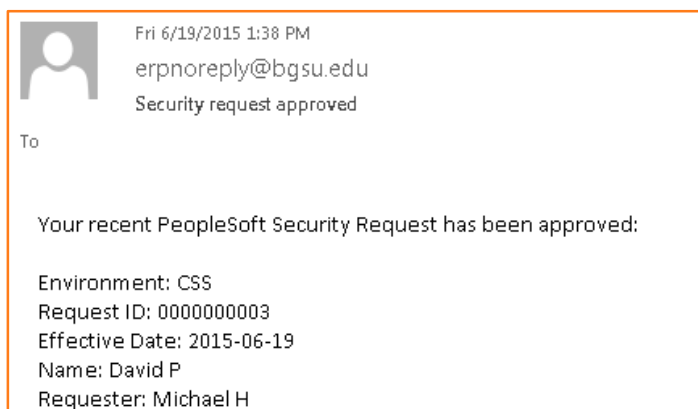 Fri 6/19/2015 1:38 PM
erpnoreply@bgsu.edu
Security request approved
To
Your recent PeopleSoft Security Request has been approved:
Environment: CSS
Request ID: 0000000003
Effective Date: 2015-06-19
Name: David P
Requester: Michael H